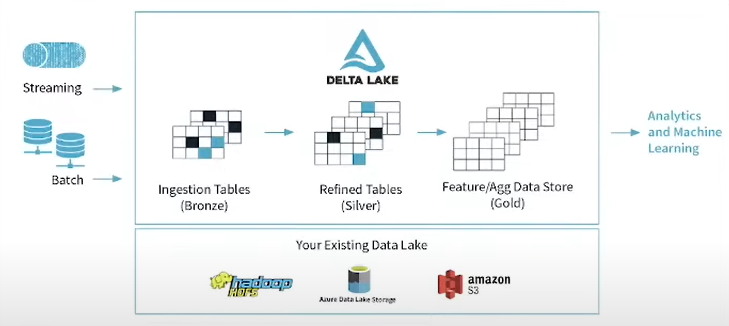 DELTA LAKE
Streaming
Batch
Ingestion Tables
(Bronze)
Refined Tables
(Silver)
Feature/Agg Data Store
(Gold)
Analytics
and Machine
Learning
Your Existing Data Lake
hadoop
HDFS
Azure Data Lake Storage
amazon
S3